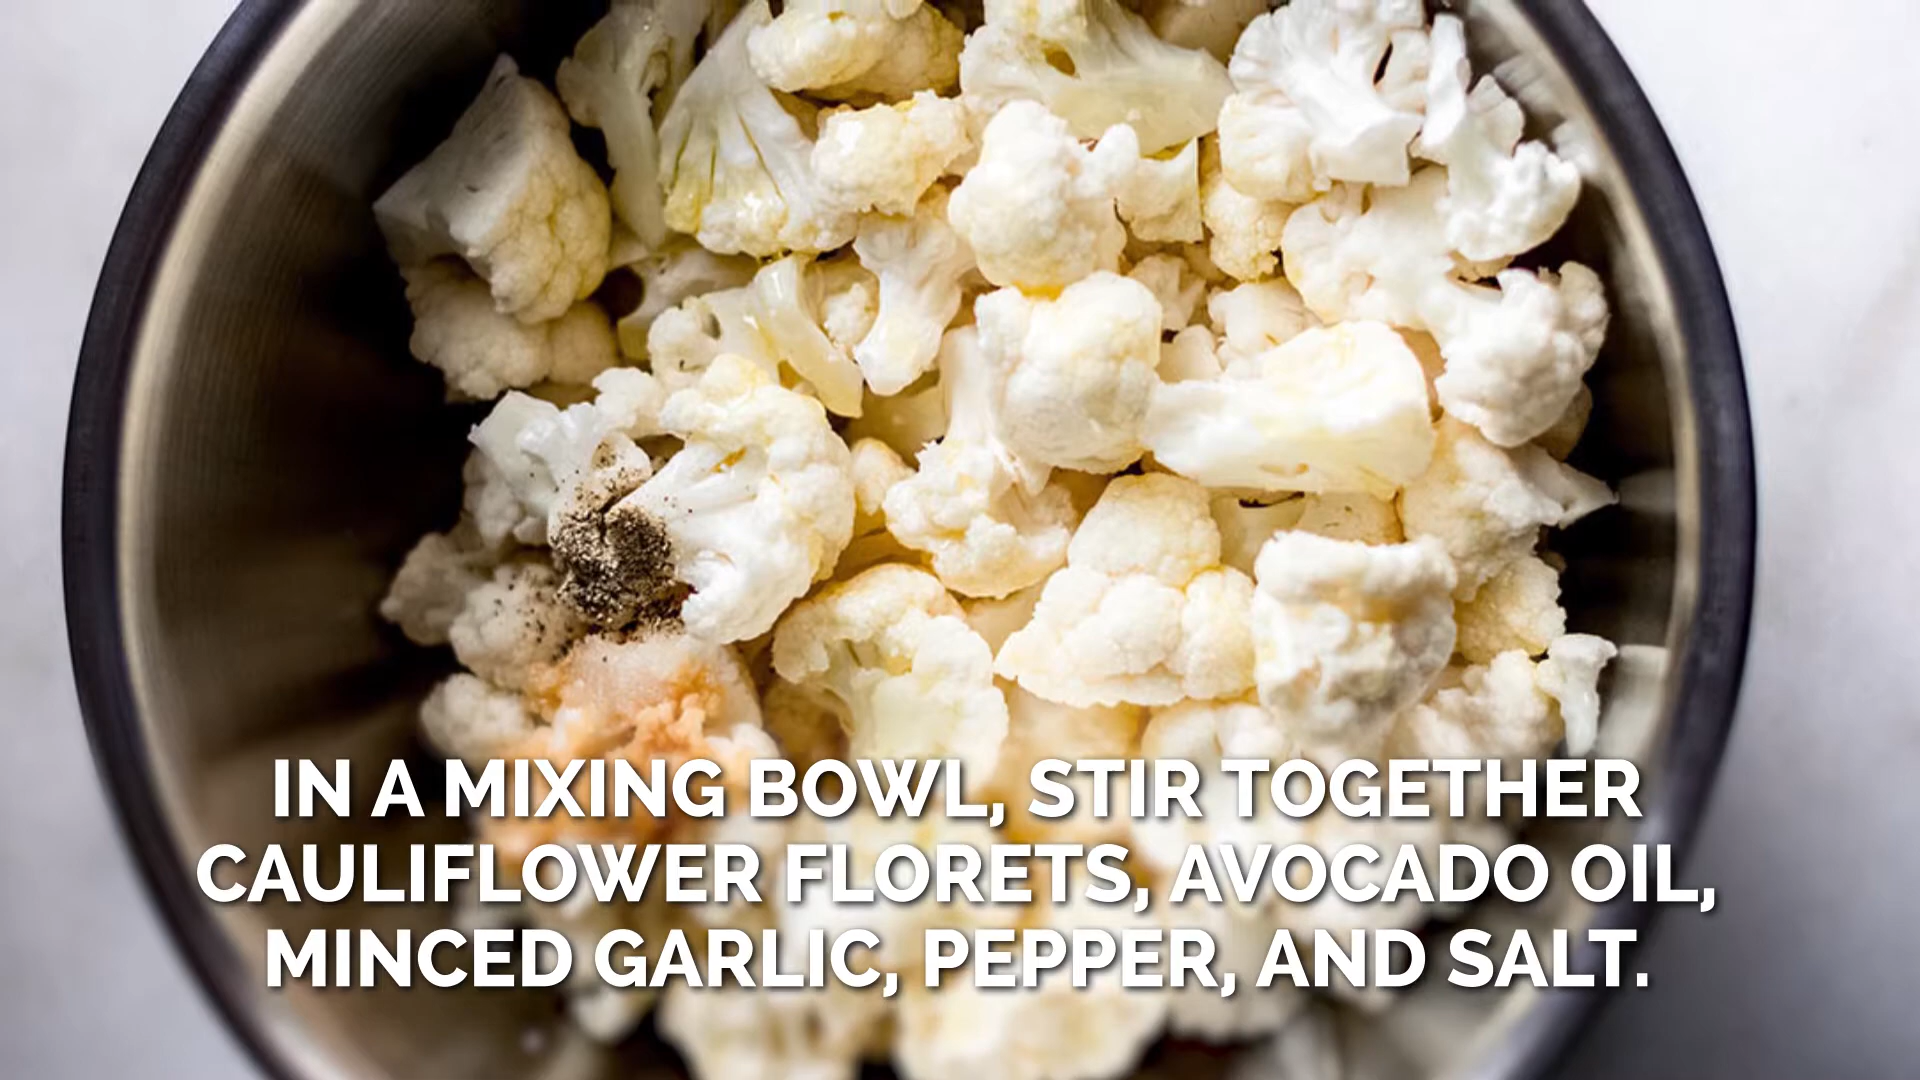 IN A MIXING BOWL, STIR TOGETHER
CAULIFLOWER FLORETS, AVOCADO OIL,
MINCED GARLIC, PEPPER, AND SALT.